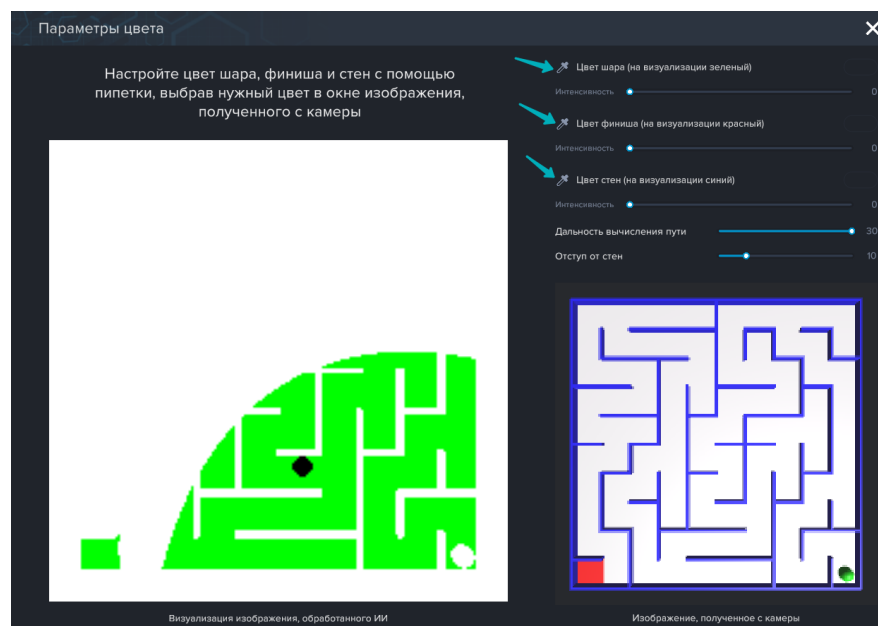 Параметры цвета
Настройте цвет шара, финиша и стен с помощью
пипетки, выбрав нужный цвет в окне изображения,
полученного с камеры
Цвет шара (на визуализации зеленый)
Интенсивность 0
Цвет финиша (на визуализации красный)
Интенсивность 0
Цвет стен (на визуализации синий)
Интенсивность 0
Дальность вычисления пути 30
Отступ от стен 10
Визуализация изображения, обработанного ИИ
Изображение, полученное с камеры